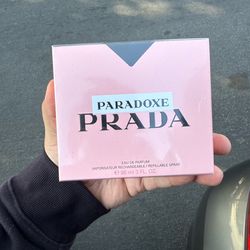 PARADOXE
PRADA
EAU DE PARFUM
VAPORISATEUR RECHARGEABLE / REFILLABLE SPRAY
℮ 90 ml 3 FL. OZ.